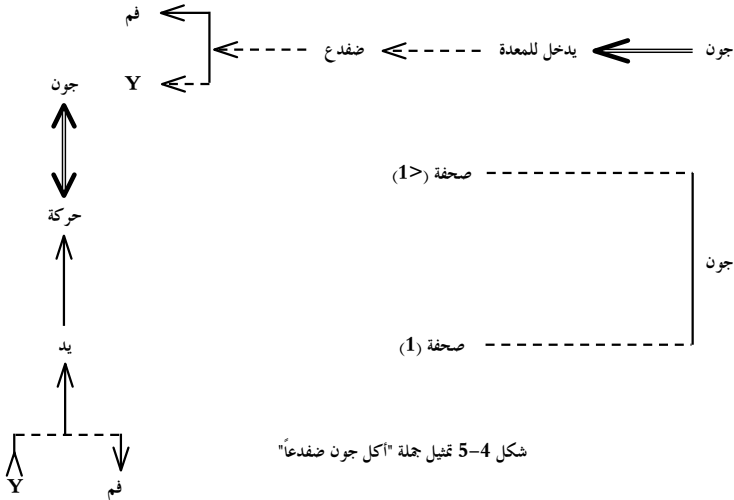 فم
جون
يدخل للمعدة
ضفدع
Y
جون
صحفة (1>)
حركة
جون
صحفة (1)
يد
شكل 4-5 تمثيل جملة "أكل جون ضفدعاً"
Y
فم